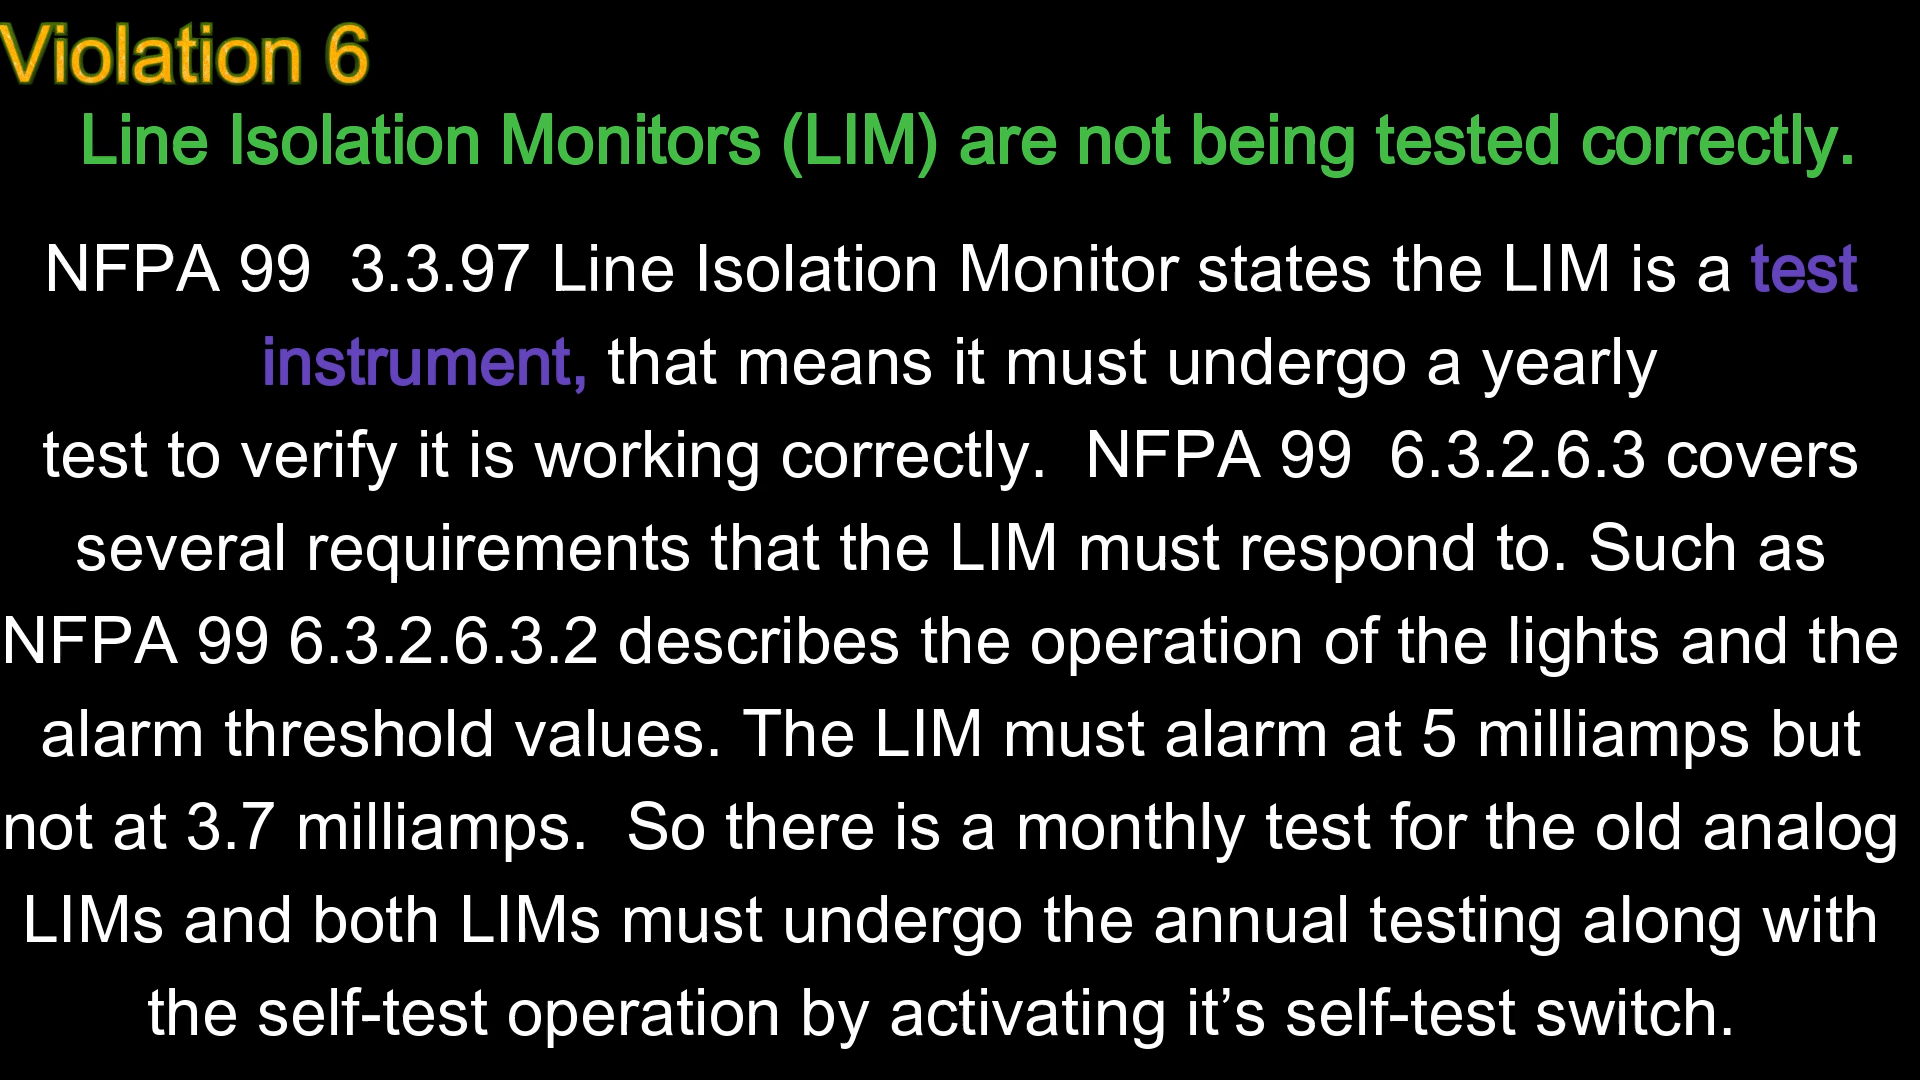 Violation 6
Line Isolation Monitors (LIM) are not being tested correctly.
NFPA 99  3.3.97 Line Isolation Monitor states the LIM is a test
instrument, that means it must undergo a yearly
test to verify it is working correctly.  NFPA 99  6.3.2.6.3 covers
several requirements that the LIM must respond to. Such as
NFPA 99 6.3.2.6.3.2 describes the operation of the lights and the
alarm threshold values. The LIM must alarm at 5 milliamps but
not at 3.7 milliamps.  So there is a monthly test for the old analog
LIMs and both LIMs must undergo the annual testing along with
the self-test operation by activating it’s self-test switch.